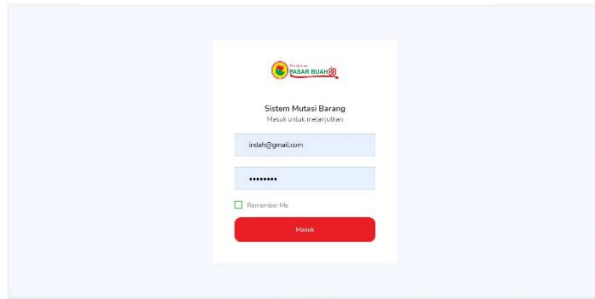 PASAR BUAH
Sistem Mutasi Barang
Masuk untuk melanjutkan
indah@gmail.com
••••••••
Remember Me
Masuk